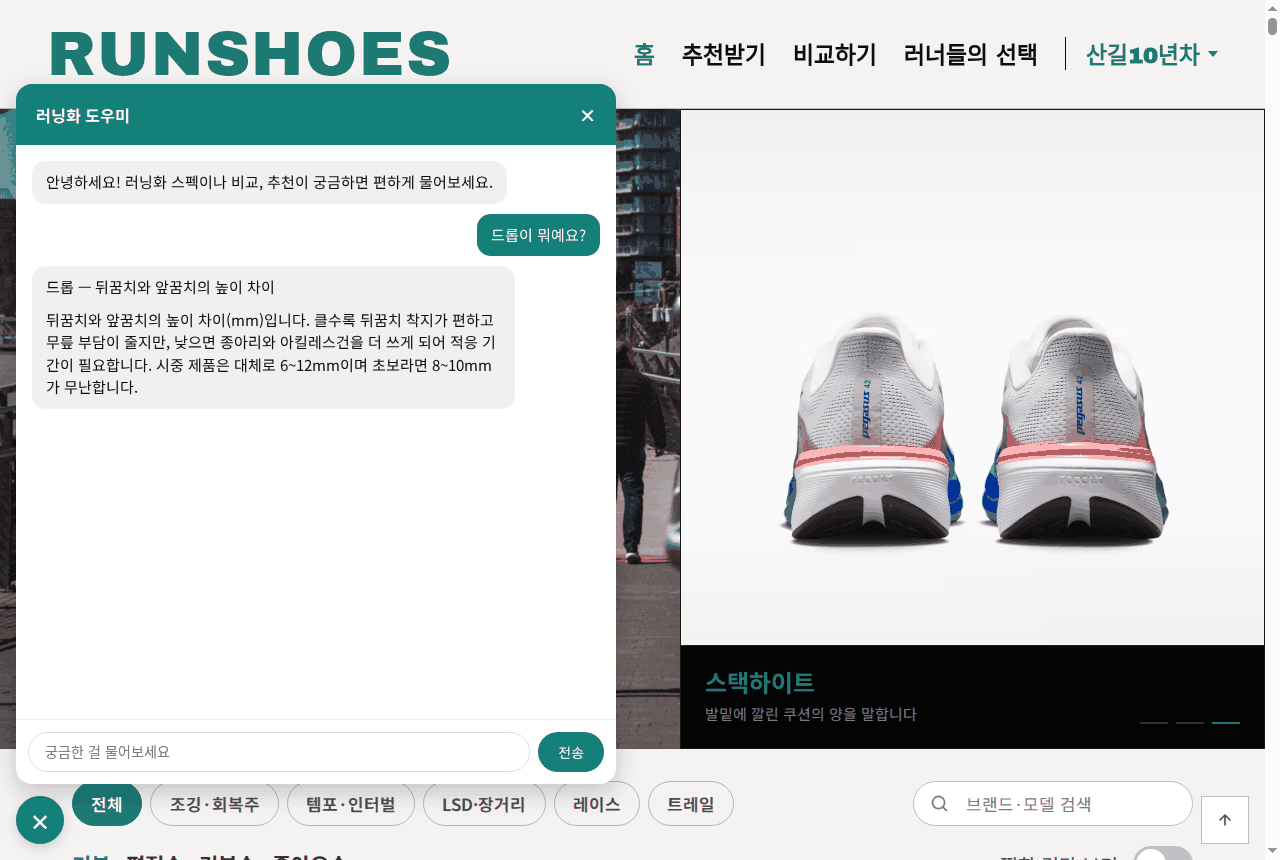 RUNSHOES
홈 추천받기 비교하기 러너들의 선택 산길10년차
러닝화 도우미
안녕하세요! 러닝화 스펙이나 비교, 추천이 궁금하면 편하게 물어보세요.
드롭이 뭐예요?
드롭 — 뒤꿈치와 앞꿈치의 높이 차이
뒤꿈치와 앞꿈치의 높이 차이(mm)입니다. 클수록 뒤꿈치 착지가 편하고
무릎 부담이 줄지만, 낮으면 종아리와 아킬레스건을 더 쓰게 되어 적응 기
간이 필요합니다. 시중 제품은 대체로 6~12mm이며 초보라면 8~10mm
가 무난합니다.
스택하이트
발밑에 깔린 쿠션의 양을 말합니다
궁금한 걸 물어보세요
전송
전체 조깅·회복주 템포·인터벌 LSD·장거리 레이스 트레일
브랜드·모델 검색